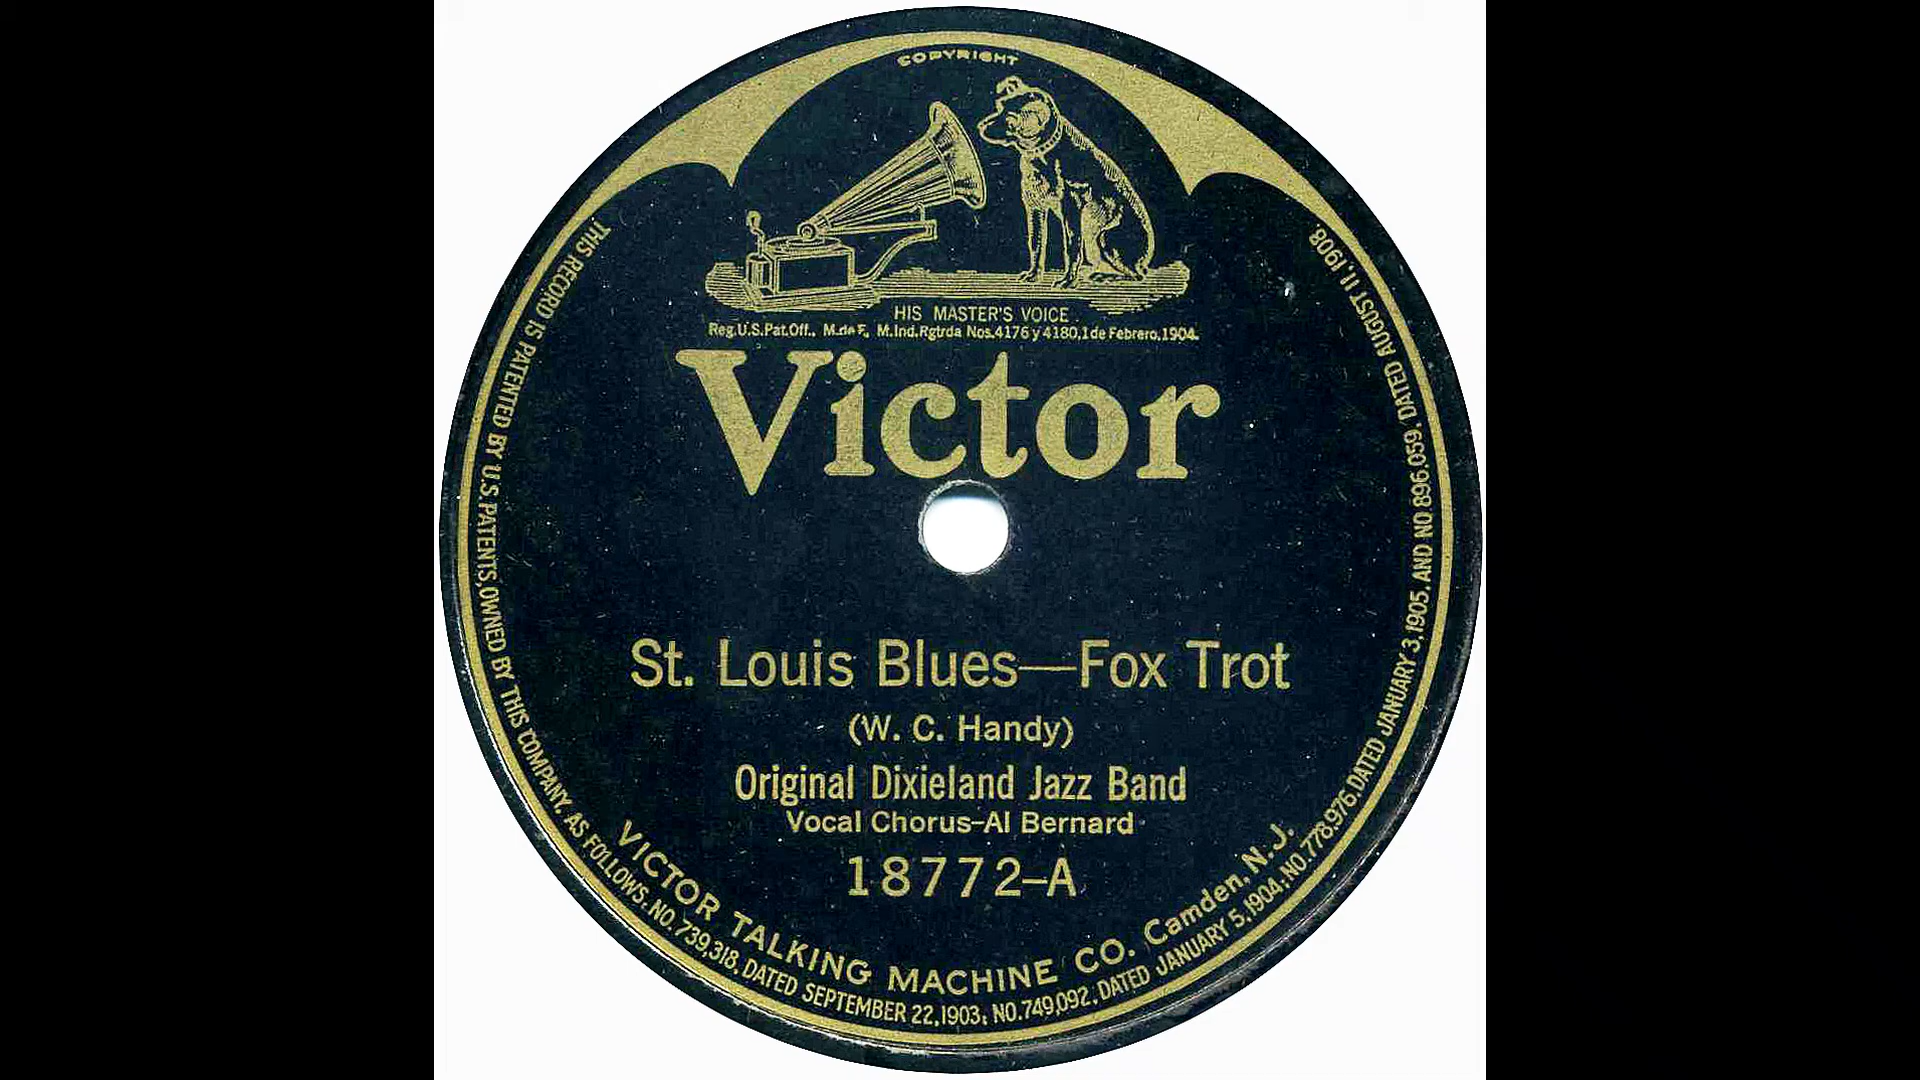 COPYRIGHT
HIS MASTER'S VOICE
Reg.U.S.Pat.Off., M.de F., M.Ind.Rgtrda Nos.4176 y 4180,1 de Febrero,1904.
Victor
St. Louis Blues—Fox Trot
(W. C. Handy)
Original Dixieland Jazz Band
Vocal Chorus-Al Bernard
18772-A
VICTOR TALKING MACHINE CO. Camden, N.J.
THIS RECORD IS PATENTED BY U.S. PATENTS, OWNED BY THIS COMPANY, AS FOLLOWS: NO. 739,318, DATED SEPTEMBER 22, 1903; NO. 749,092, DATED JANUARY 5, 1904; NO. 778,976, DATED JANUARY 3, 1905, AND NO 896,059, DATED AUGUST 11, 1908.